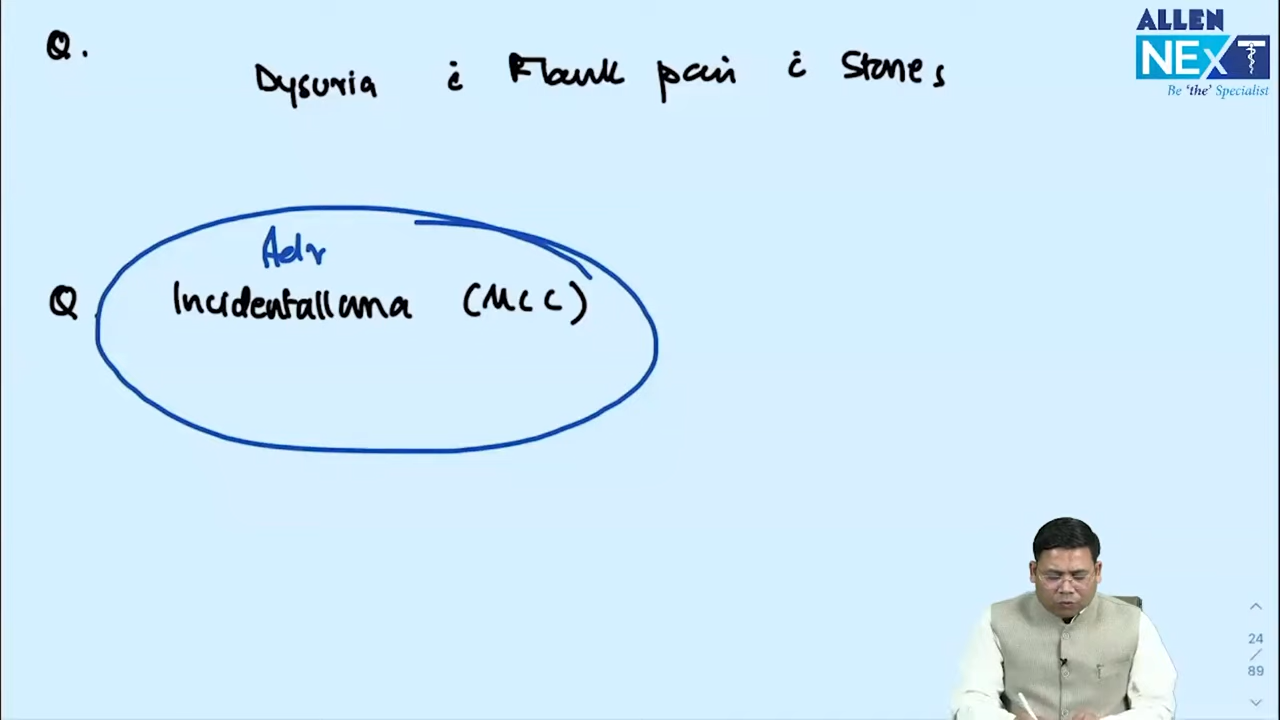 ALLEN
NEXT
Be 'the' Specialist
Q.
Dysuria c̄ Flank pain c̄ Stones
Adr
Q Incidentalloma (MCC)
24
/
89